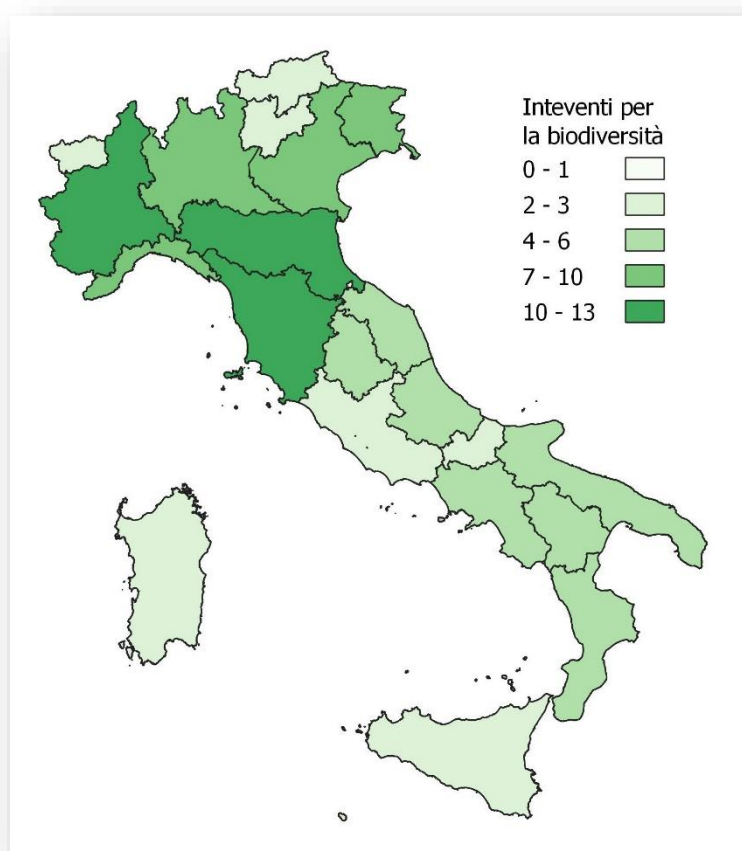 Inteventi per
la biodiversità
0 - 1
2 - 3
4 - 6
7 - 10
10 - 13